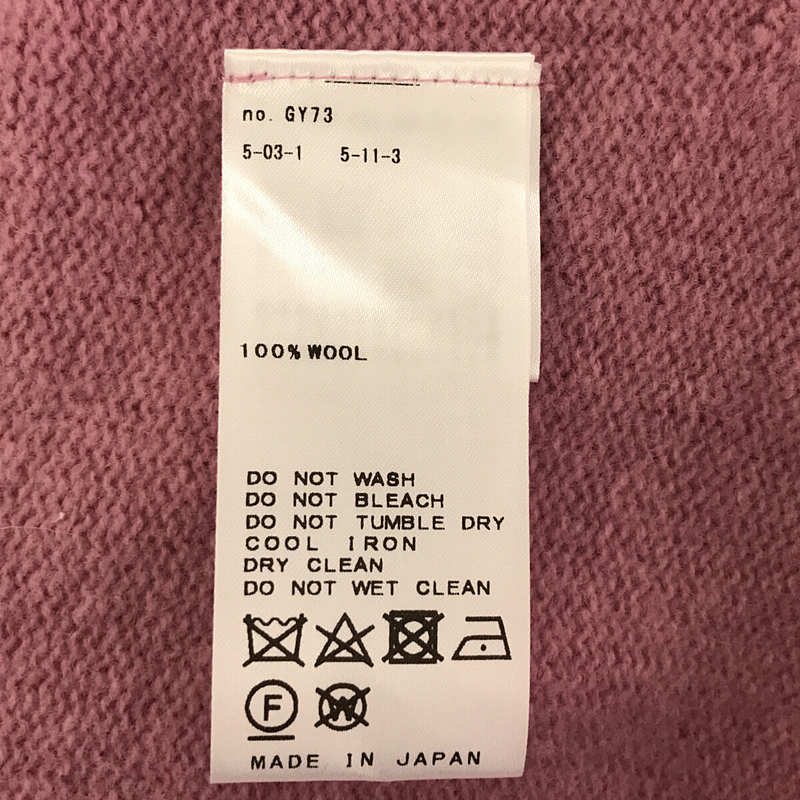 no. GY73
5-03-1 5-11-3
100% WOOL
DO NOT WASH
DO NOT BLEACH
DO NOT TUMBLE DRY
COOL IRON
DRY CLEAN
DO NOT WET CLEAN
F W
MADE IN JAPAN